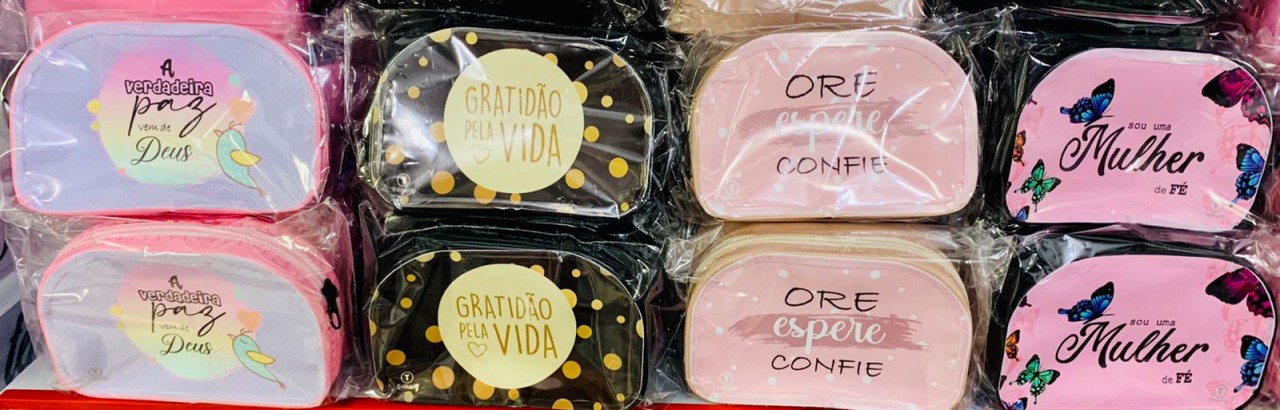 A
verdadeira
paz
vem de
Deus
GRATIDÃO
PELA VIDA
ORE
espere
CONFIE
sou uma
Mulher
de FÉ
A
verdadeira
paz
vem de
Deus
GRATIDÃO
PELA VIDA
ORE
espere
CONFIE
sou uma
Mulher
de FÉ